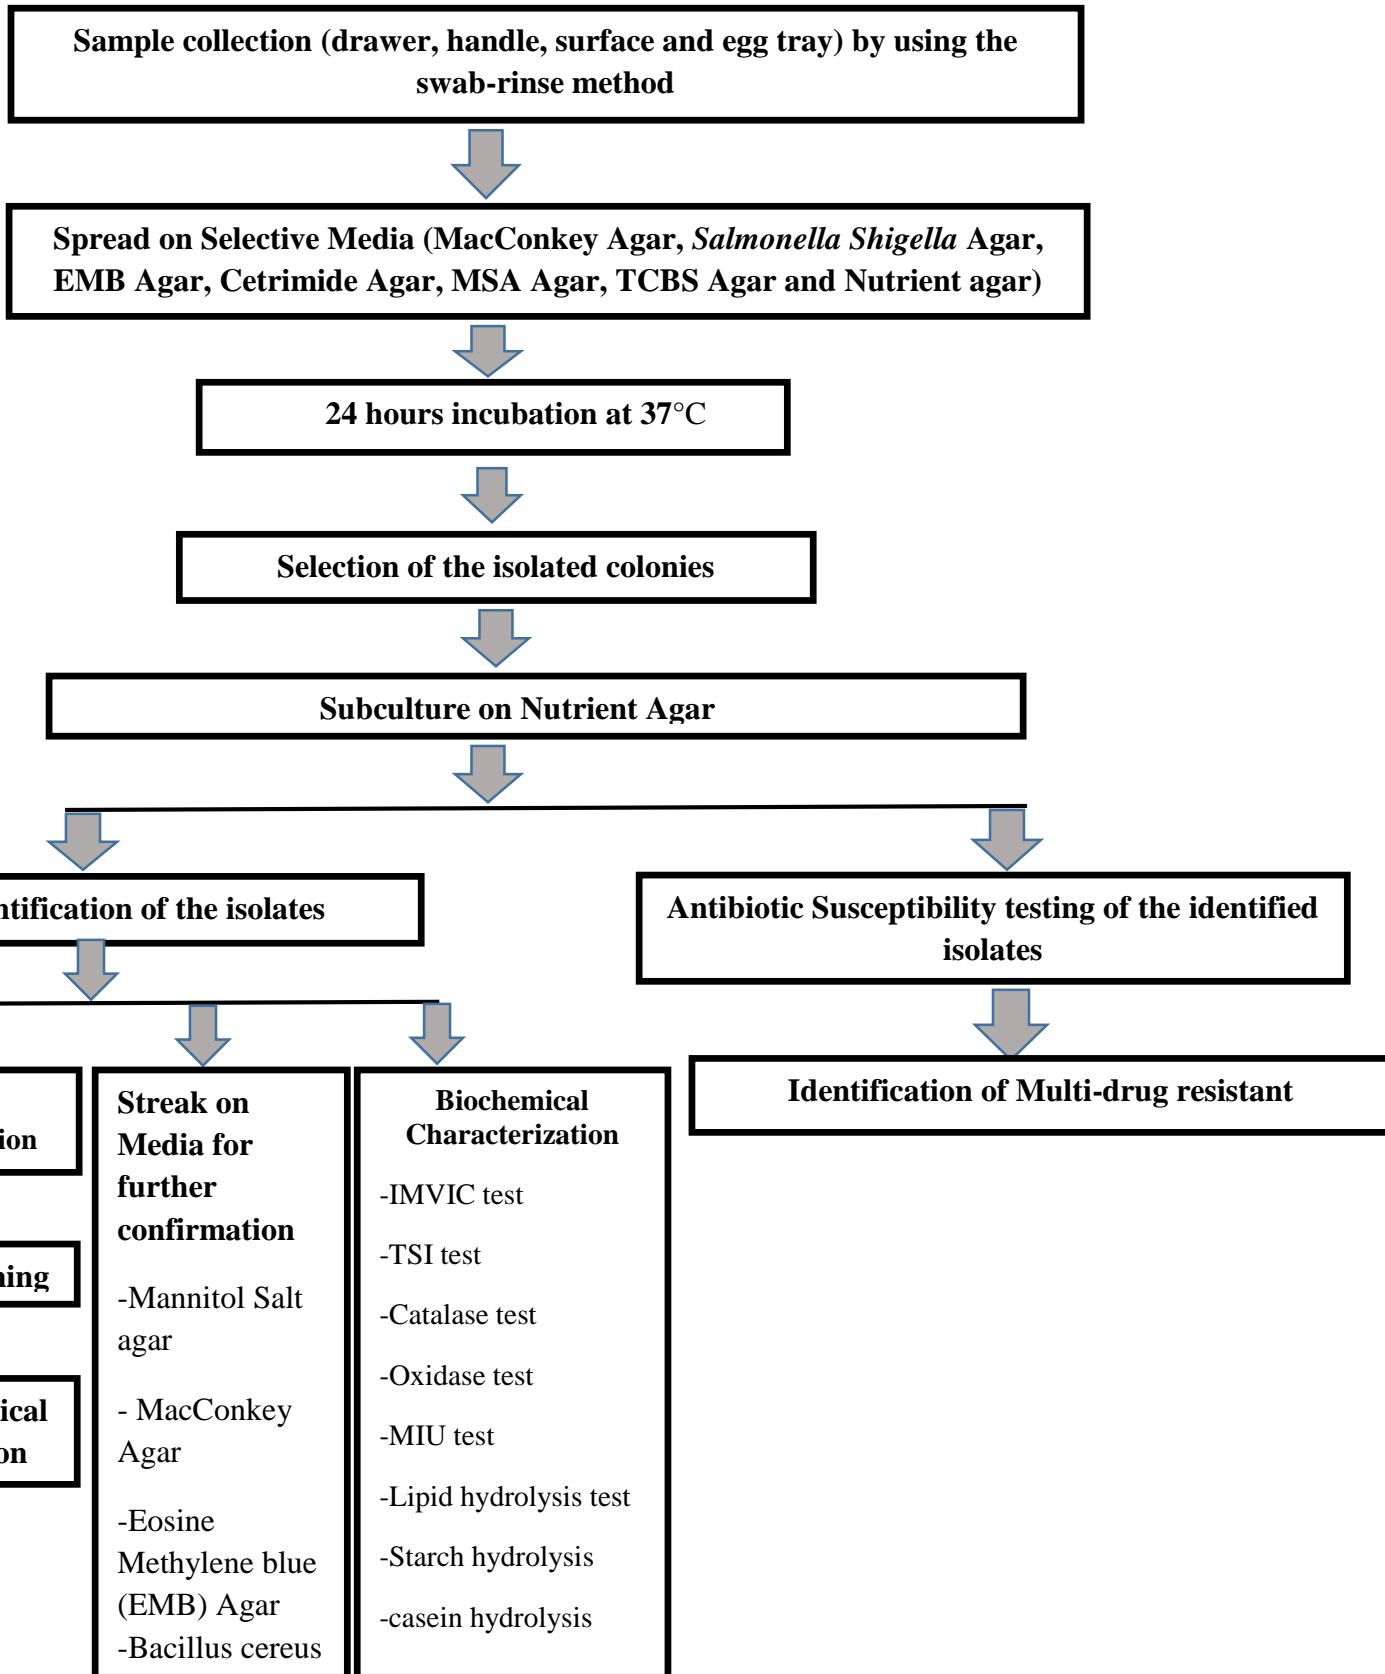 Sample collection (drawer, handle, surface and egg tray) by using the
swab-rinse method
Spread on Selective Media (MacConkey Agar, Salmonella Shigella Agar,
EMB Agar, Cetrimide Agar, MSA Agar, TCBS Agar and Nutrient agar)
24 hours incubation at 37°C
Selection of the isolated colonies
Subculture on Nutrient Agar
ntification of the isolates
Antibiotic Susceptibility testing of the identified
isolates
ion
ning
ical
on
Streak on
Media for
further
confirmation
-Mannitol Salt
agar
- MacConkey
Agar
-Eosine
Methylene blue
(EMB) Agar
-Bacillus cereus
Biochemical
Characterization
-IMVIC test
-TSI test
-Catalase test
-Oxidase test
-MIU test
-Lipid hydrolysis test
-Starch hydrolysis
-casein hydrolysis
Identification of Multi-drug resistant